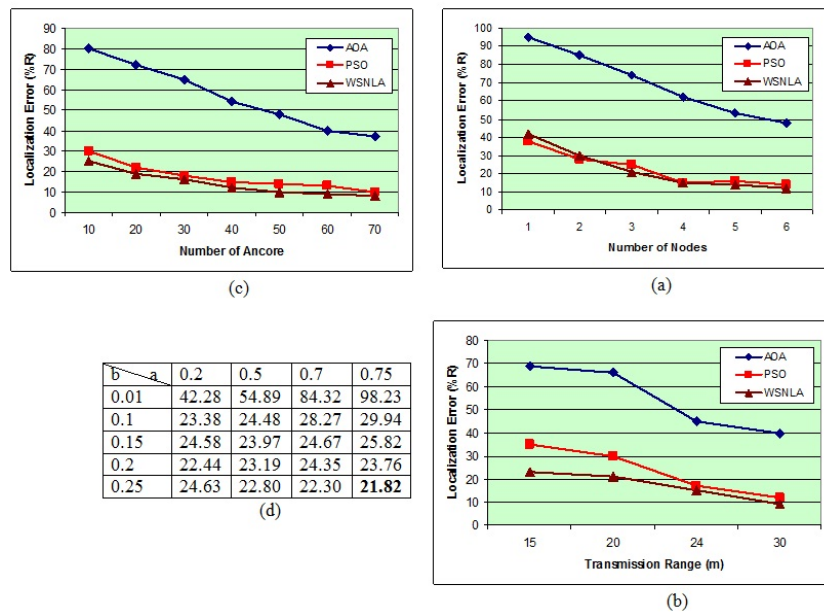 90
80
70
60
50
40
30
20
10
0
Localization Error (%R)
AOA
PSO
WSNLA
10 20 30 40 50 60 70
Number of Ancore
(c)
100
90
80
70
60
50
40
30
20
10
0
Localization Error (%R)
AOA
PSO
WSNLA
1 2 3 4 5 6
Number of Nodes
(a)
b a 0.2 0.5 0.7 0.75
0.01 42.28 54.89 84.32 98.23
0.1 23.38 24.48 28.27 29.94
0.15 24.58 23.97 24.67 25.82
0.2 22.44 23.19 24.35 23.76
0.25 24.63 22.80 22.30 21.82
(d)
80
70
60
50
40
30
20
10
0
Localization Error (%R)
AOA
PSO
WSNLA
15 20 24 30
Transmission Range (m)
(b)